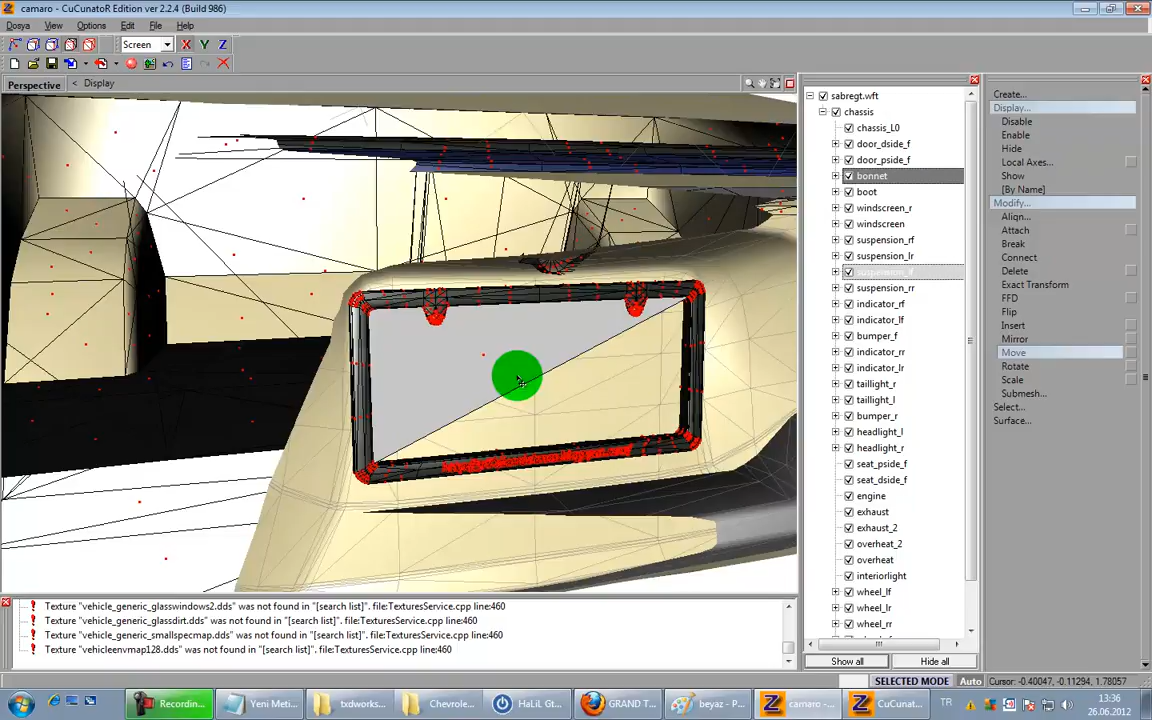 camaro - CuCunatoR Edition ver 2.2.4 (Build 986)
Dosya View Options Edit File Help
Screen X Y Z
Perspective < Display
sabregt.wft
chassis
chassis_L0
door_dside_f
door_pside_f
bonnet
boot
windscreen_r
windscreen
suspension_rf
suspension_lr
suspension_lf
suspension_rr
indicator_rf
indicator_lf
bumper_f
indicator_rr
indicator_lr
taillight_r
taillight_l
bumper_r
headlight_l
headlight_r
seat_pside_f
seat_dside_f
engine
exhaust
exhaust_2
overheat_2
overheat
interiorlight
wheel_lf
wheel_lr
wheel_rr
Show all Hide all
Create...
Display...
Disable
Enable
Hide
Local Axes...
Show
[By Name]
Modify...
Align...
Attach
Break
Connect
Delete
Exact Transform
FFD
Flip
Insert
Mirror
Move
Rotate
Scale
Submesh...
Select...
Surface...
Texture "vehicle_generic_glasswindows2.dds" was not found in "[search list]". file:TexturesService.cpp line:460
Texture "vehicle_generic_glassdirt.dds" was not found in "[search list]". file:TexturesService.cpp line:460
Texture "vehicle_generic_smallspecmap.dds" was not found in "[search list]". file:TexturesService.cpp line:460
Texture "vehicleenvmap128.dds" was not found in "[search list]". file:TexturesService.cpp line:460
SELECTED MODE Auto Cursor: -0.40047, -0.11294, 1.78057
Recordin... Yeni Meti... txdworks... Chevrole... HaLiL Gt... GRAND T... beyaz - P... camaro -... CuCunat... TR 13:36
26.06.2012